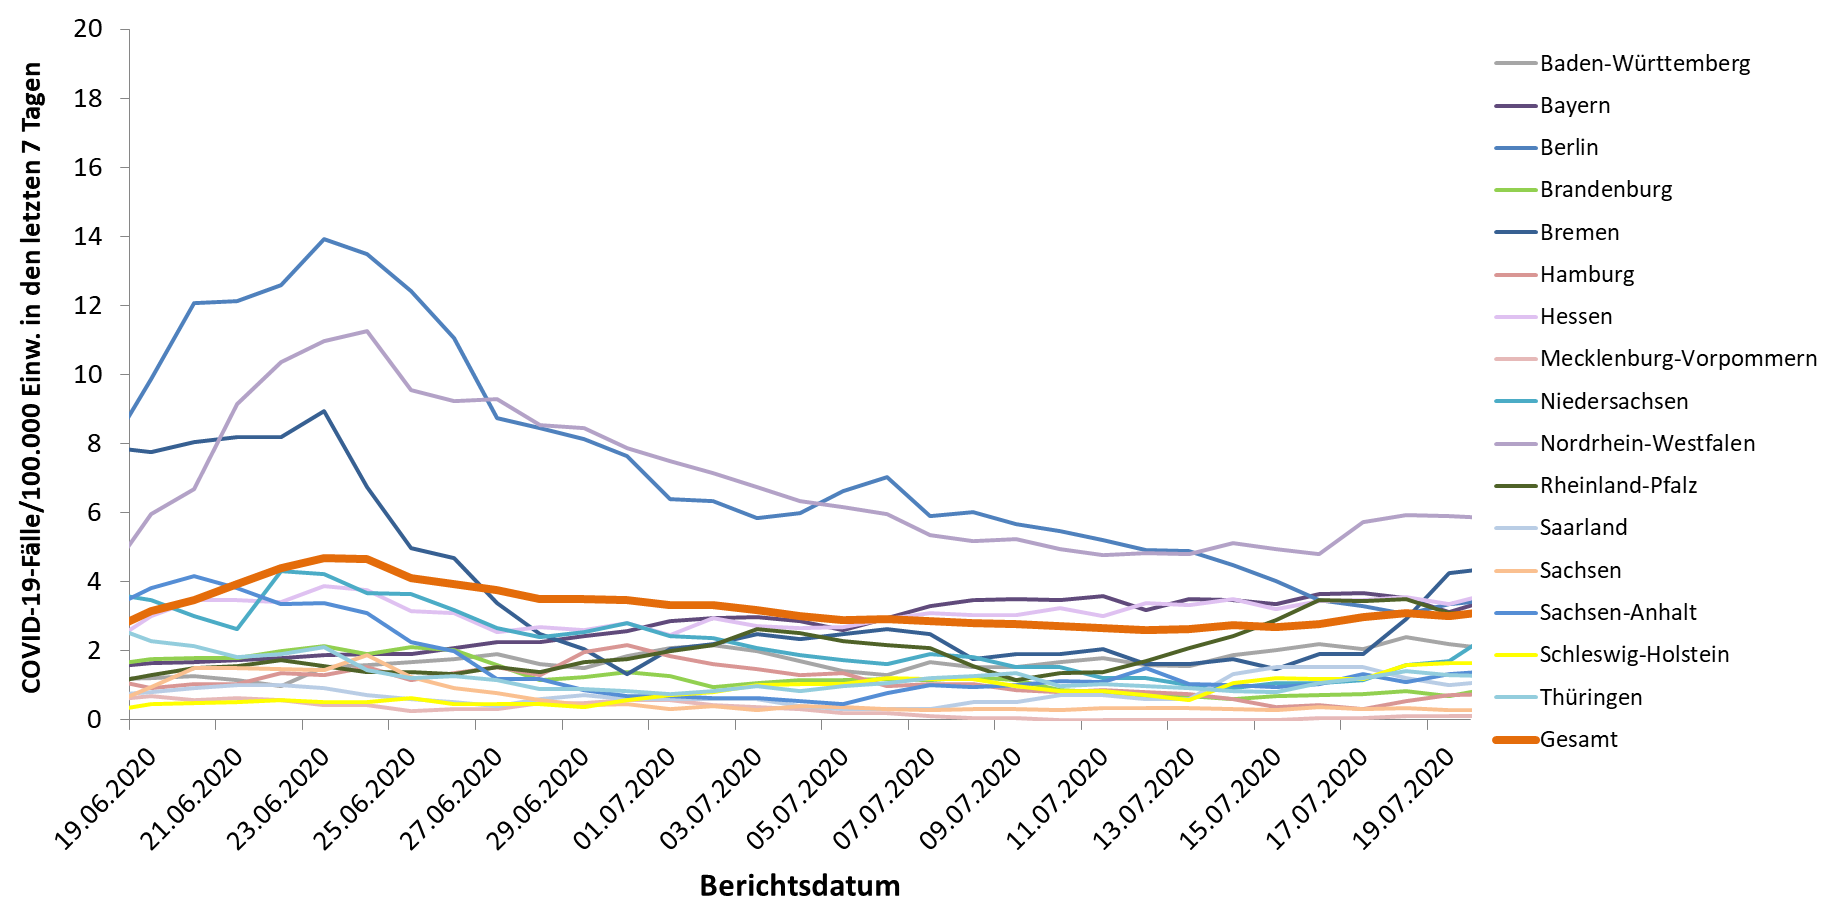 COVID-19-Fälle/100.000 Einw. in den letzten 7 Tagen
20
18
16
14
12
10
8
6
4
2
0
19.06.2020
21.06.2020
23.06.2020
25.06.2020
27.06.2020
29.06.2020
01.07.2020
03.07.2020
05.07.2020
07.07.2020
09.07.2020
11.07.2020
13.07.2020
15.07.2020
17.07.2020
19.07.2020
Berichtsdatum
Baden-Württemberg
Bayern
Berlin
Brandenburg
Bremen
Hamburg
Hessen
Mecklenburg-Vorpommern
Niedersachsen
Nordrhein-Westfalen
Rheinland-Pfalz
Saarland
Sachsen
Sachsen-Anhalt
Schleswig-Holstein
Thüringen
Gesamt